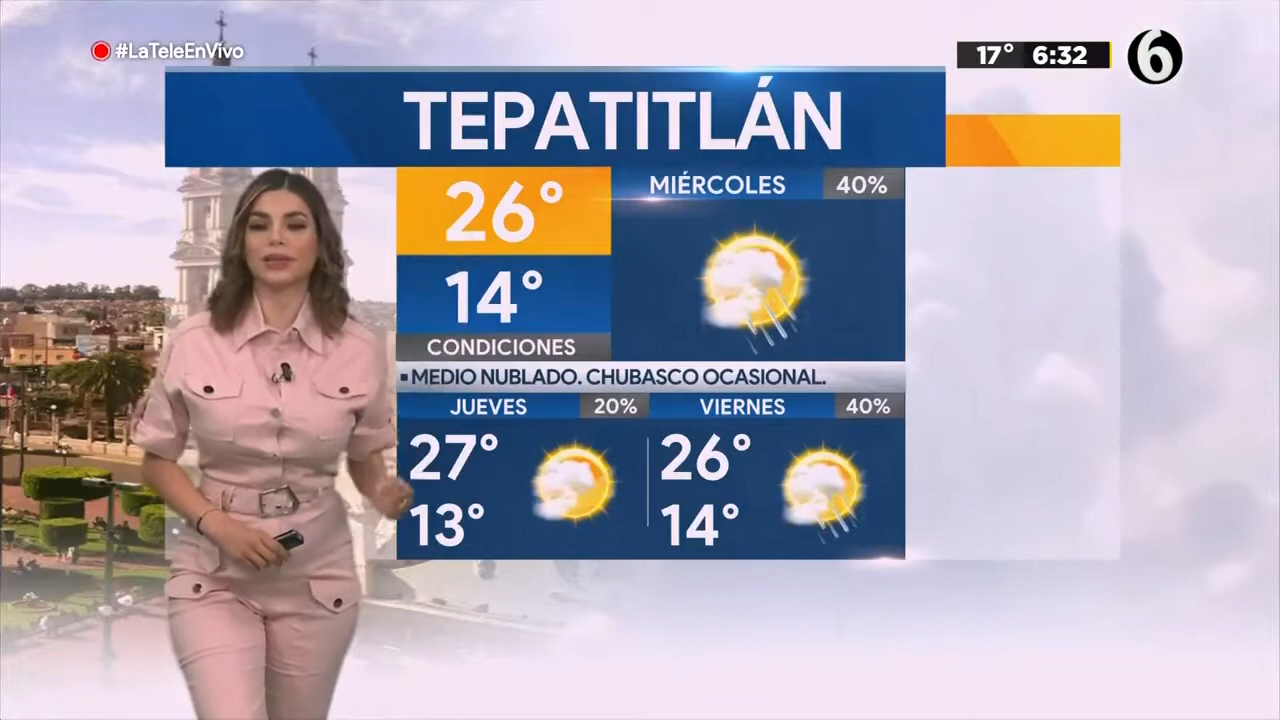 #LaTeleEnVivo
17° 6:32
6
TEPATITLÁN
26°
14°
CONDICIONES
MIÉRCOLES 40%
▪ MEDIO NUBLADO. CHUBASCO OCASIONAL.
JUEVES 20%
27°
13°
VIERNES 40%
26°
14°